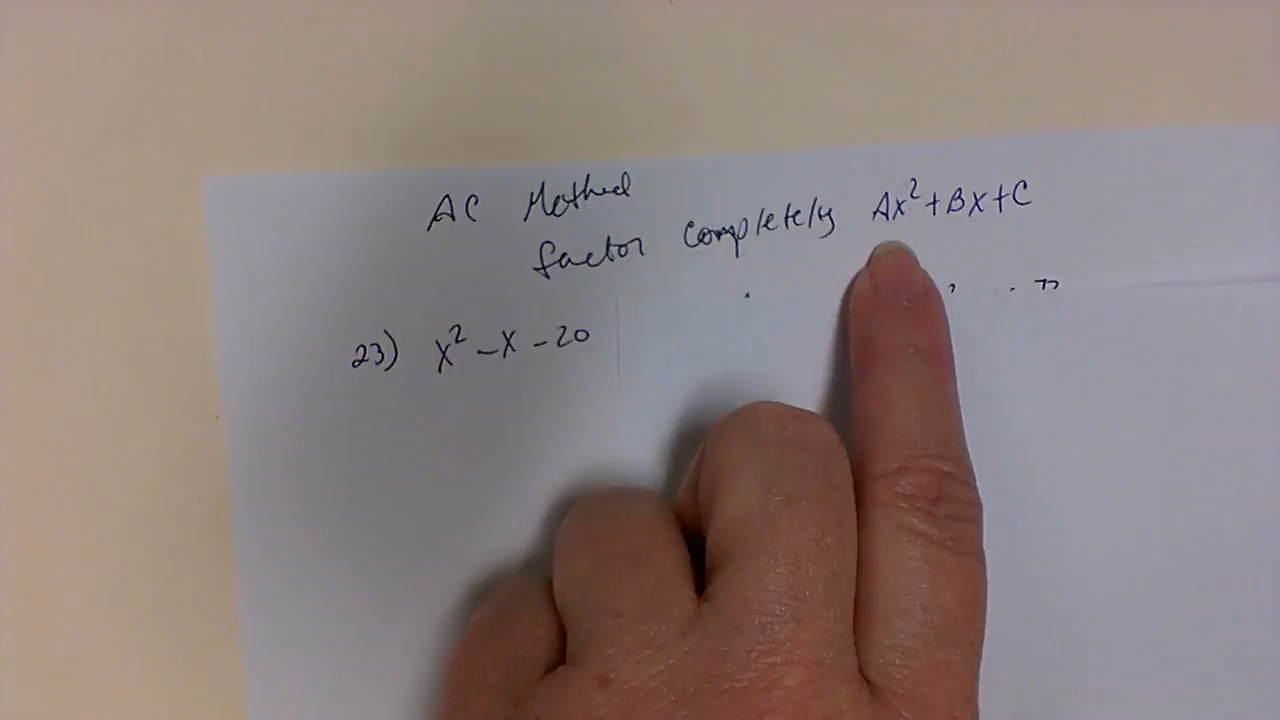 AC Method
factor completely Ax²+Bx+C
23) x² -x -20